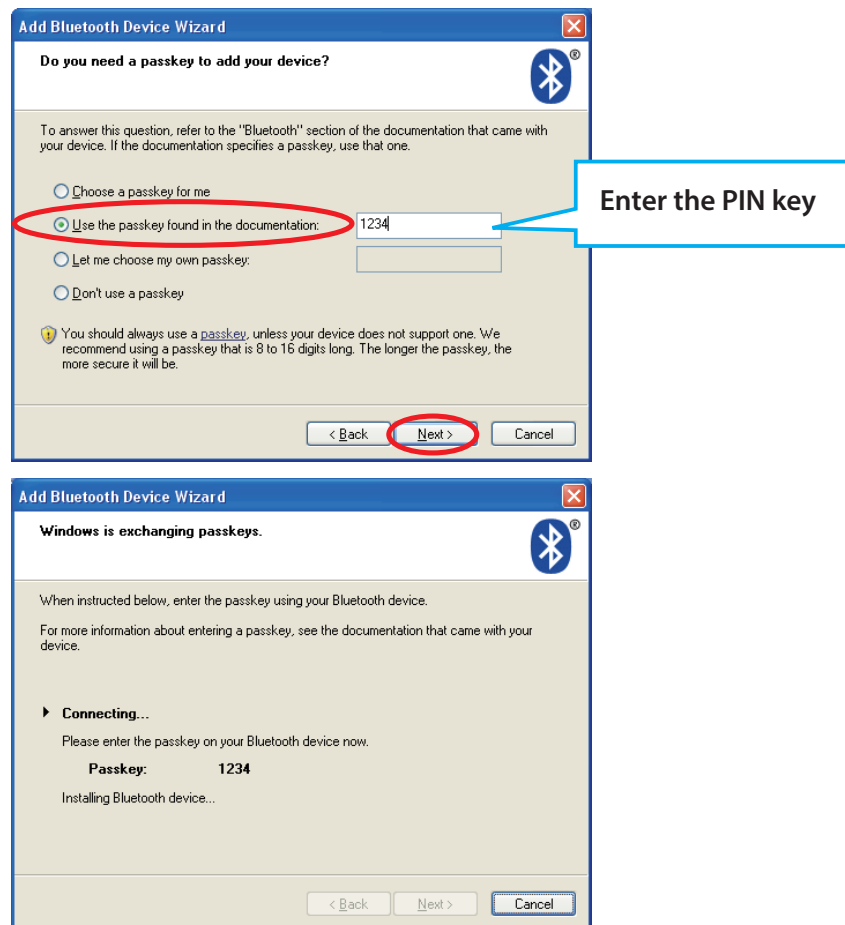 Add Bluetooth Device Wizard
Do you need a passkey to add your device?
®
To answer this question, refer to the "Bluetooth" section of the documentation that came with
your device. If the documentation specifies a passkey, use that one.
Choose a passkey for me
Use the passkey found in the documentation: 1234
Enter the PIN key
Let me choose my own passkey:
Don't use a passkey
You should always use a passkey, unless your device does not support one. We
recommend using a passkey that is 8 to 16 digits long. The longer the passkey, the
more secure it will be.
< Back Next > Cancel
Add Bluetooth Device Wizard
Windows is exchanging passkeys.
®
When instructed below, enter the passkey using your Bluetooth device.
For more information about entering a passkey, see the documentation that came with your
device.
Connecting...
Please enter the passkey on your Bluetooth device now.
Passkey: 1234
Installing Bluetooth device...
< Back Next > Cancel